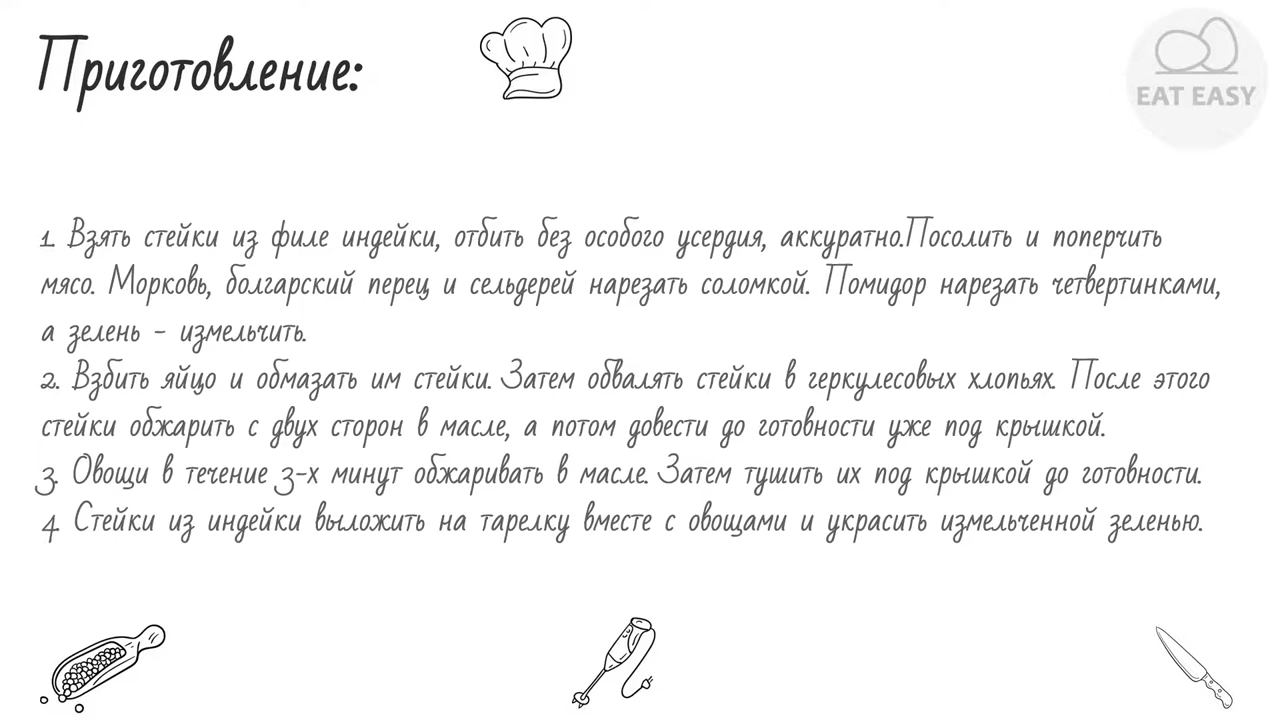 Приготовление:
EAT EASY
1. Взять стейки из филе индейки, отбить без особого усердия, аккуратно.Посолить и поперчить
мясо. Морковь, болгарский перец и сельдерей нарезать соломкой. Помидор нарезать четвертинками,
а зелень - измельчить.
2. Взбить яйцо и обмазать им стейки. Затем обвалять стейки в геркулесовых хлопьях. После этого
стейки обжарить с двух сторон в масле, а потом довести до готовности уже под крышкой.
3. Овощи в течение 3-х минут обжаривать в масле. Затем тушить их под крышкой до готовности.
4. Стейки из индейки выложить на тарелку вместе с овощами и украсить измельченной зеленью.